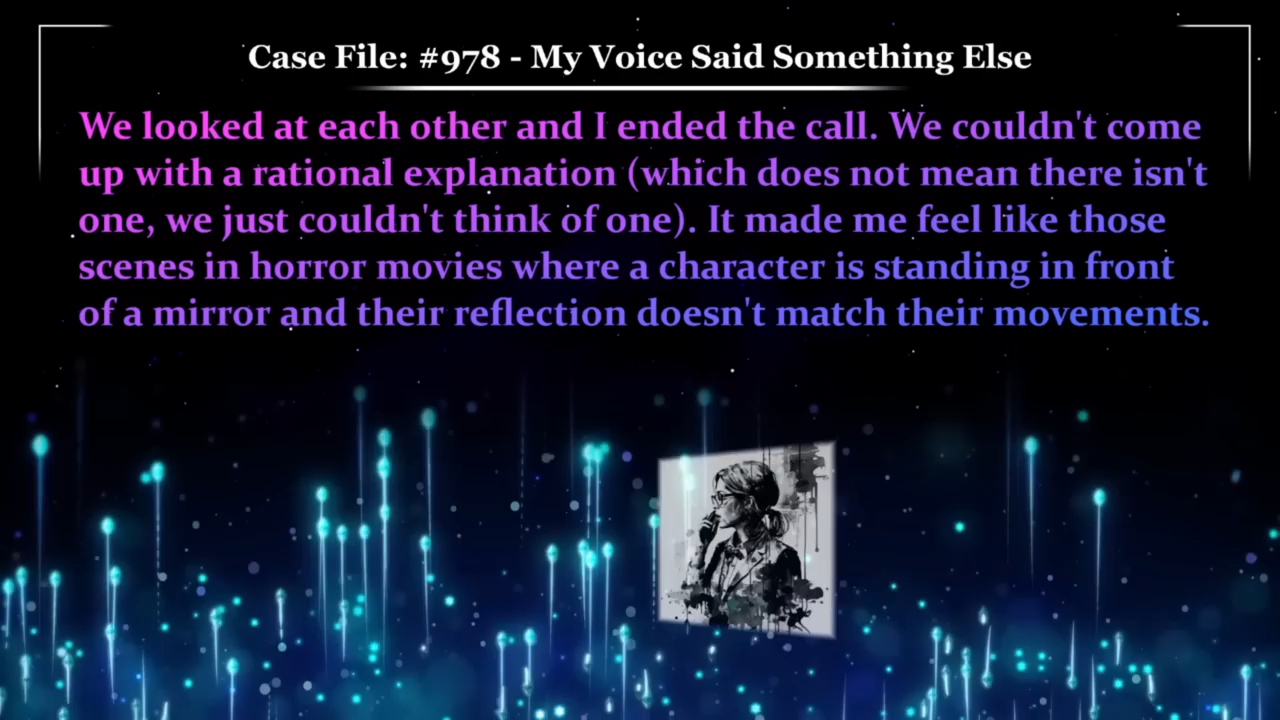 Case File: #978 - My Voice Said Something Else
We looked at each other and I ended the call. We couldn't come
up with a rational explanation (which does not mean there isn't
one, we just couldn't think of one). It made me feel like those
scenes in horror movies where a character is standing in front
of a mirror and their reflection doesn't match their movements.